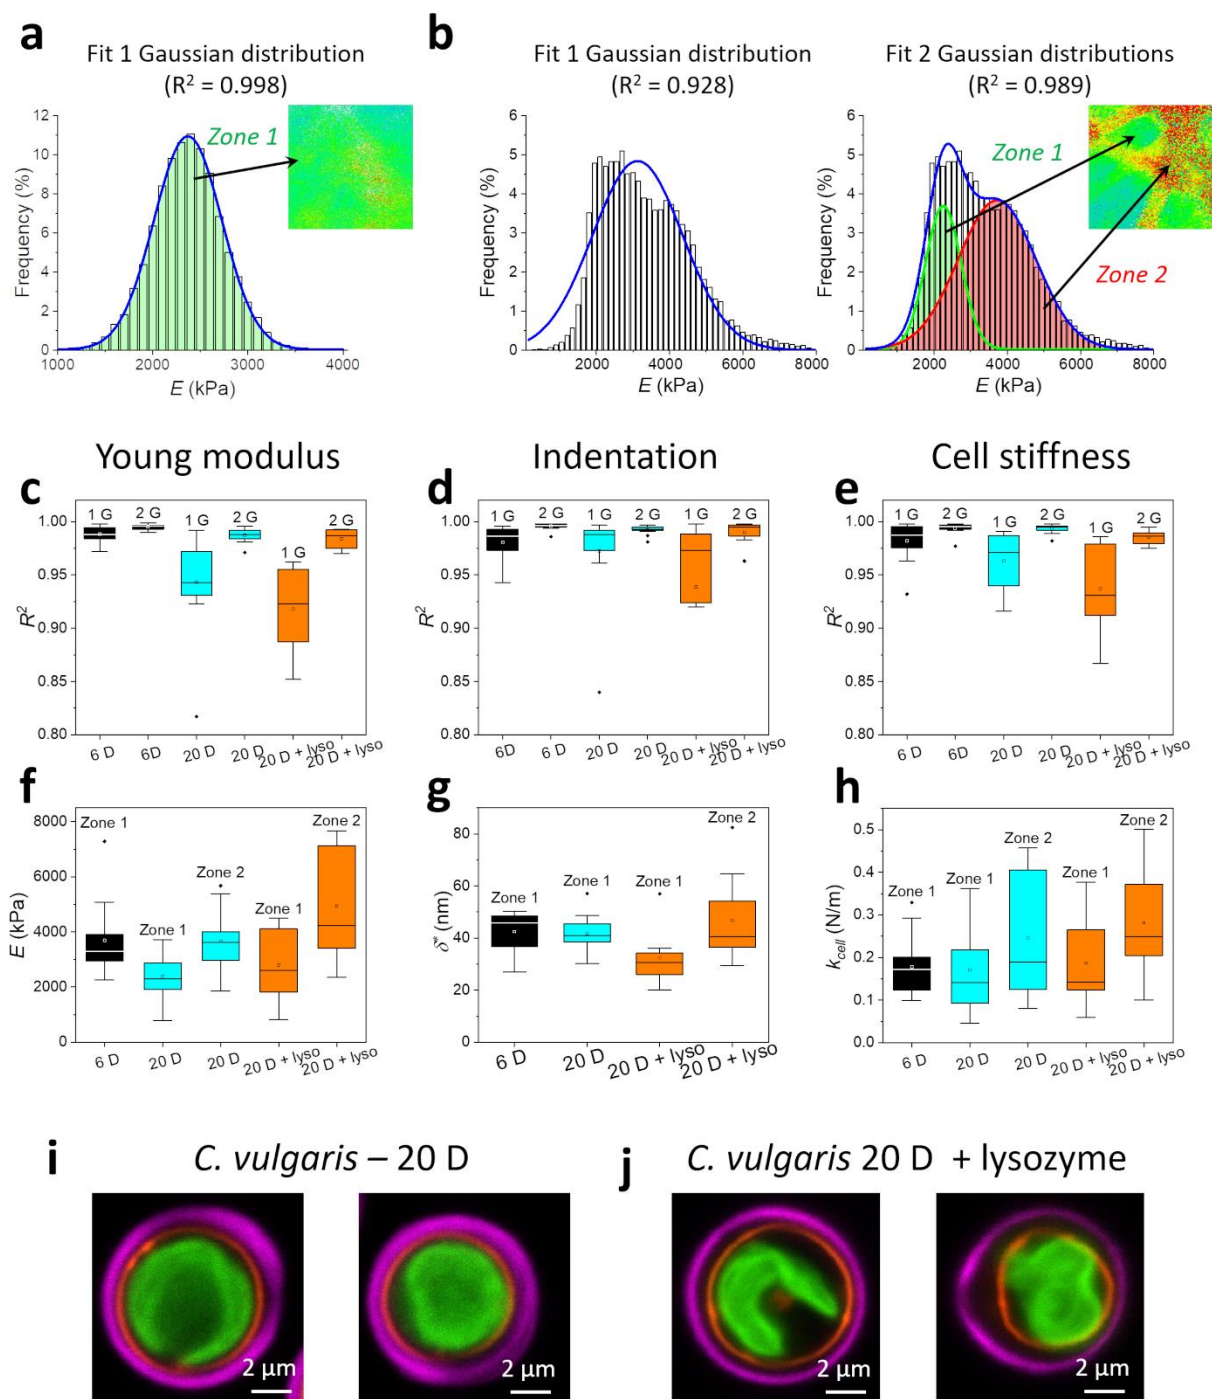 a
Fit 1 Gaussian distribution
(R² = 0.998)
Zone 1
Frequency (%)
12
10
8
6
4
2
0
1000 2000 3000 4000
E (kPa)
b
Fit 1 Gaussian distribution
(R² = 0.928)
Frequency (%)
6
5
4
3
2
1
0
2000 4000 6000 8000
E (kPa)
Fit 2 Gaussian distributions
(R² = 0.989)
Zone 1
Zone 2
Frequency (%)
6
5
4
3
2
1
0
2000 4000 6000 8000
E (kPa)
Young modulus
c
1 G 2 G 1 G 2 G 1 G 2 G
R²
1.00
0.95
0.90
0.85
0.80
6 D 6D 20 D 20 D 20 D + lyso 20 D + lyso
Indentation
d
1 G 2 G 1 G 2 G 1 G 2 G
R²
1.00
0.95
0.90
0.85
0.80
6 D 6D 20 D 20 D 20 D + lyso 20 D + lyso
Cell stiffness
e
1 G 2 G 1 G 2 G 1 G 2 G
R²
1.00
0.95
0.90
0.85
0.80
6 D 6D 20 D 20 D 20 D + lyso 20 D + lyso
f
Zone 1 Zone 1 Zone 2 Zone 1 Zone 2
E (kPa)
8000
6000
4000
2000
0
6 D 20 D 20 D 20 D + lyso 20 D + lyso
g
Zone 1 Zone 1 Zone 1 Zone 2
δ* (nm)
80
60
40
20
0
6 D 20 D 20 D + lyso 20 D + lyso
h
Zone 1 Zone 1 Zone 2 Zone 1 Zone 2
k_cell (N/m)
0.5
0.4
0.3
0.2
0.1
0.0
6 D 20 D 20 D 20 D + lyso 20 D + lyso
i
C. vulgaris – 20 D
2 µm
2 µm
j
C. vulgaris 20 D + lysozyme
2 µm
2 µm